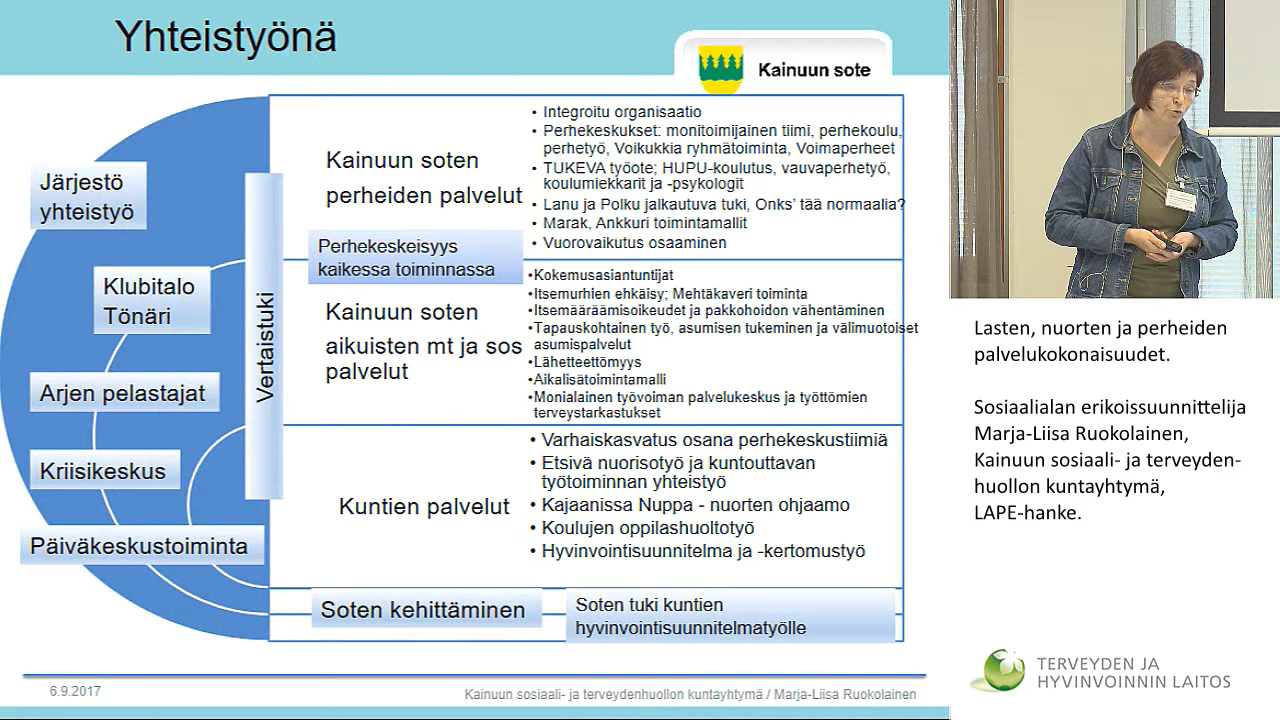 Yhteistyönä
Kainuun sote
Järjestö
yhteistyö
Klubitalo
Tönäri
Arjen pelastajat
Kriisikeskus
Päiväkeskustoiminta
Vertaistuki
Kainuun soten
perheiden palvelut
• Integroitu organisaatio
• Perhekeskukset: monitoimijainen tiimi, perhekoulu,
perhetyö, Voikukkia ryhmätoiminta, Voimaperheet
• TUKEVA työote; HUPU-koulutus, vauvaperhetyö,
koulumiekkarit ja -psykologit
• Lanu ja Polku jalkautuva tuki, Onks' tää normaalia?
• Marak, Ankkuri toimintamallit
• Vuorovaikutus osaaminen
Perhekeskeisyys
kaikessa toiminnassa
Kainuun soten
aikuisten mt ja sos
palvelut
•Kokemusasiantuntijat
•Itsemurhien ehkäisy; Mehtäkaveri toiminta
•Itsemääräämisoikeudet ja pakkohoidon vähentäminen
•Tapauskohtainen työ, asumisen tukeminen ja välimuotoiset
asumispalvelut
•Lähetteettömyys
•Aikalisätoimintamalli
•Monialainen työvoiman palvelukeskus ja työttömien
terveystarkastukset
Kuntien palvelut
• Varhaiskasvatus osana perhekeskustiimiä
• Etsivä nuorisotyö ja kuntouttavan
työtoiminnan yhteistyö
• Kajaanissa Nuppa - nuorten ohjaamo
• Koulujen oppilashuoltotyö
• Hyvinvointisuunnitelma ja -kertomustyö
Soten kehittäminen
Soten tuki kuntien
hyvinvointisuunnitelmatyölle
6.9.2017
Kainuun sosiaali- ja terveydenhuollon kuntayhtymä / Marja-Liisa Ruokolainen
Lasten, nuorten ja perheiden
palvelukokonaisuudet.
Sosiaalialan erikoissuunnittelija
Marja-Liisa Ruokolainen,
Kainuun sosiaali- ja terveyden-
huollon kuntayhtymä,
LAPE-hanke.
TERVEYDEN JA
HYVINVOINNIN LAITOS